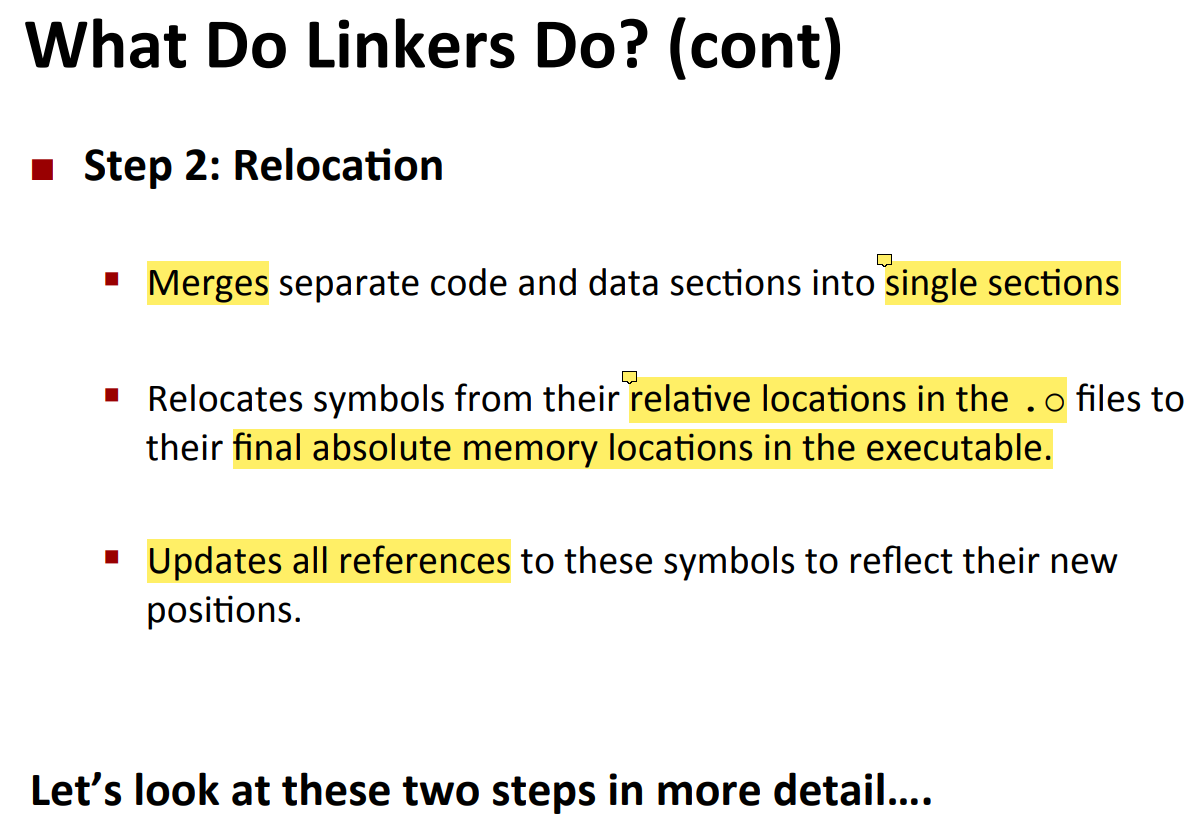 What Do Linkers Do? (cont)
Step 2: Relocation
Merges separate code and data sections into single sections
Relocates symbols from their relative locations in the .o files to
their final absolute memory locations in the executable.
Updates all references to these symbols to reflect their new
positions.
Let’s look at these two steps in more detail….